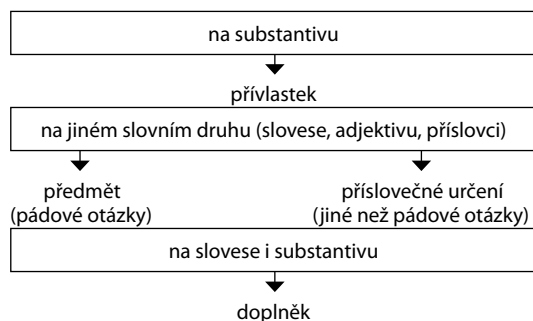 na substantivu
přívlastek
na jiném slovním druhu (slovese, adjektivu, příslovci)
předmět
(pádové otázky)
příslovečné určení
(jiné než pádové otázky)
na slovese i substantivu
doplněk